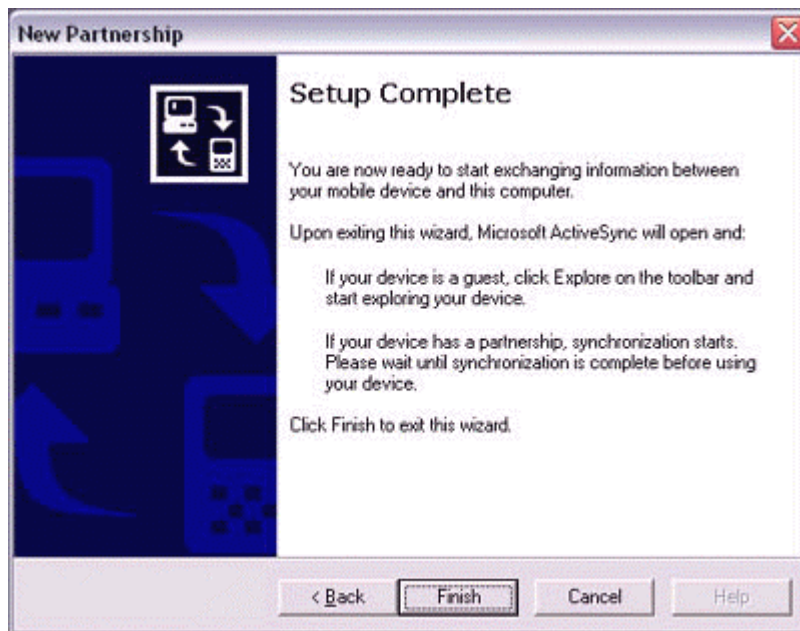 New Partnership
Setup Complete
You are now ready to start exchanging information between
your mobile device and this computer.
Upon exiting this wizard, Microsoft ActiveSync will open and:
If your device is a guest, click Explore on the toolbar and
start exploring your device.
If your device has a partnership, synchronization starts.
Please wait until synchronization is complete before using
your device.
Click Finish to exit this wizard.
< Back Finish Cancel Help